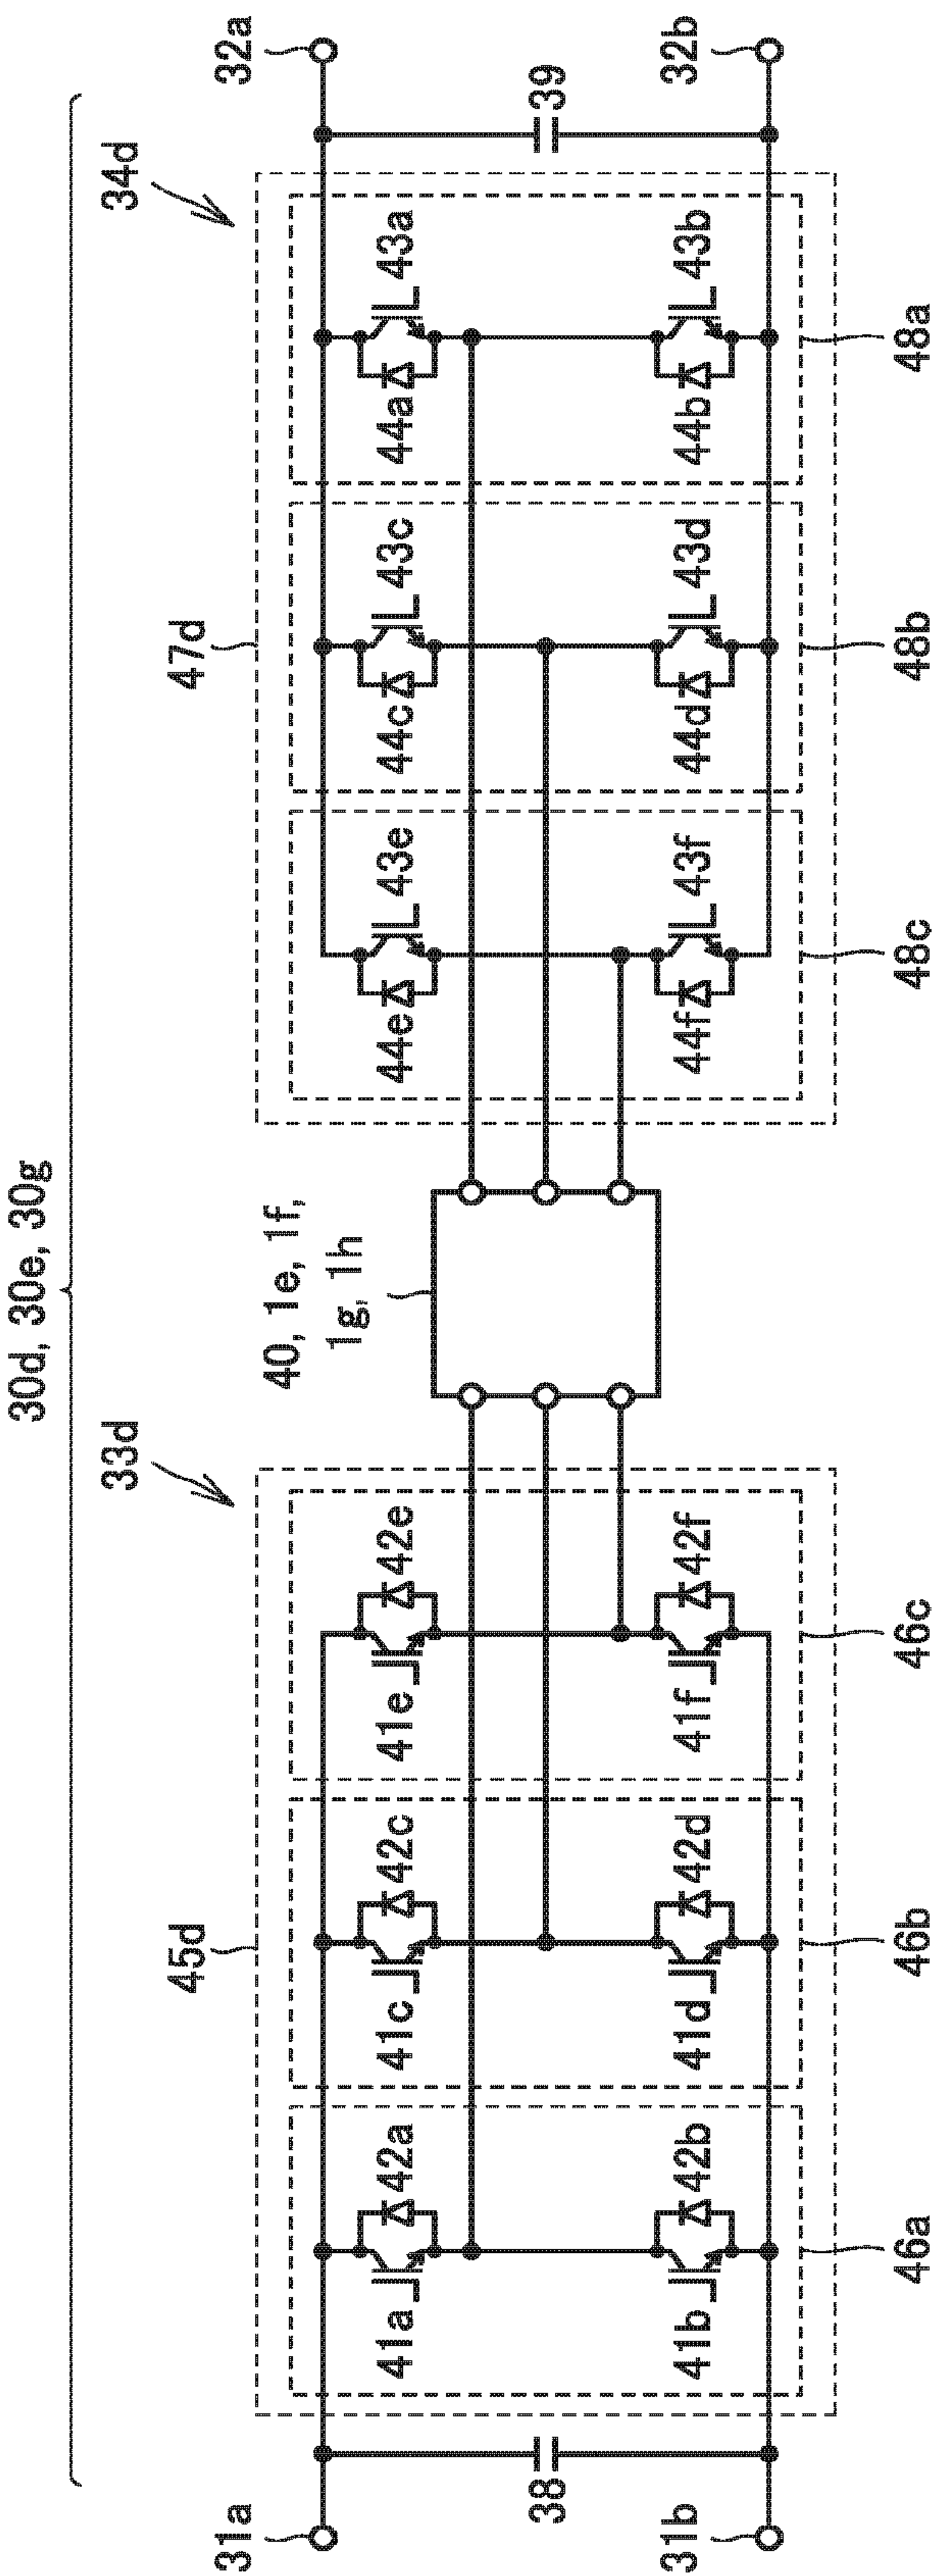 30d, 30e, 30g
33d
34d
45d
47d
40, 1e, 1f,
1g, 1h
31a
32a
41a
42a
41c
42c
41e
42e
44e
43e
44c
43c
44a
43a
38
39
41b
42b
41d
42d
41f
42f
44f
43f
44d
43d
44b
43b
31b
32b
46a
46b
46c
48c
48b
48a